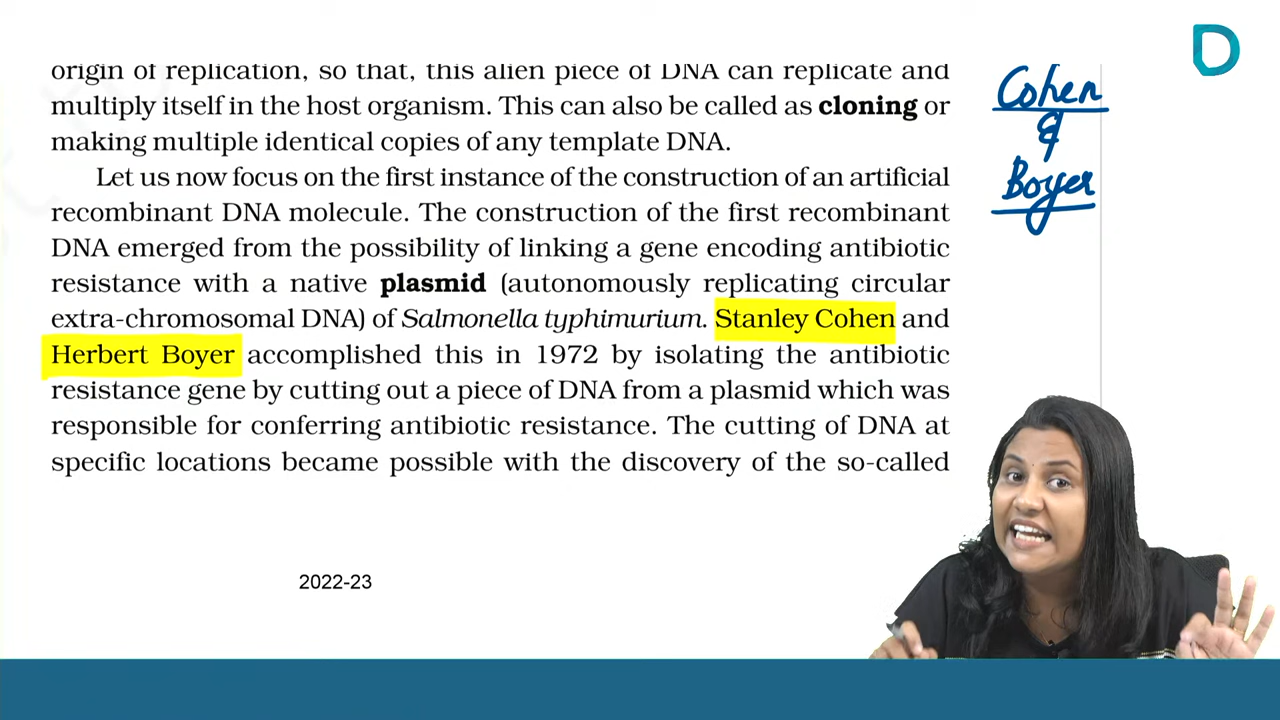 origin of replication, so that, this alien piece of DNA can replicate and
multiply itself in the host organism. This can also be called as cloning or
making multiple identical copies of any template DNA.
Let us now focus on the first instance of the construction of an artificial
recombinant DNA molecule. The construction of the first recombinant
DNA emerged from the possibility of linking a gene encoding antibiotic
resistance with a native plasmid (autonomously replicating circular
extra-chromosomal DNA) of Salmonella typhimurium. Stanley Cohen and
Herbert Boyer accomplished this in 1972 by isolating the antibiotic
resistance gene by cutting out a piece of DNA from a plasmid which was
responsible for conferring antibiotic resistance. The cutting of DNA at
specific locations became possible with the discovery of the so-called
2022-23
Cohen
&
Boyer
D